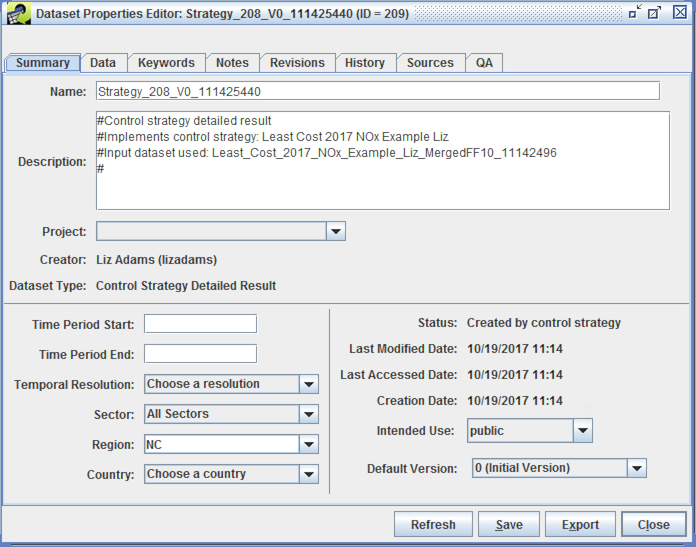 Dataset Properties Editor: Strategy_208_V0_111425440 (ID = 209)
Summary Data Keywords Notes Revisions History Sources QA
Name: Strategy_208_V0_111425440
Description: #Control strategy detailed result
#Implements control strategy: Least Cost 2017 NOx Example Liz
#Input dataset used: Least_Cost_2017_NOx_Example_Liz_MergedFF10_11142496
#
Project:
Creator: Liz Adams (lizadams)
Dataset Type: Control Strategy Detailed Result
Time Period Start:
Time Period End:
Temporal Resolution: Choose a resolution
Sector: All Sectors
Region: NC
Country: Choose a country
Status: Created by control strategy
Last Modified Date: 10/19/2017 11:14
Last Accessed Date: 10/19/2017 11:14
Creation Date: 10/19/2017 11:14
Intended Use: public
Default Version: 0 (Initial Version)
Refresh Save Export Close